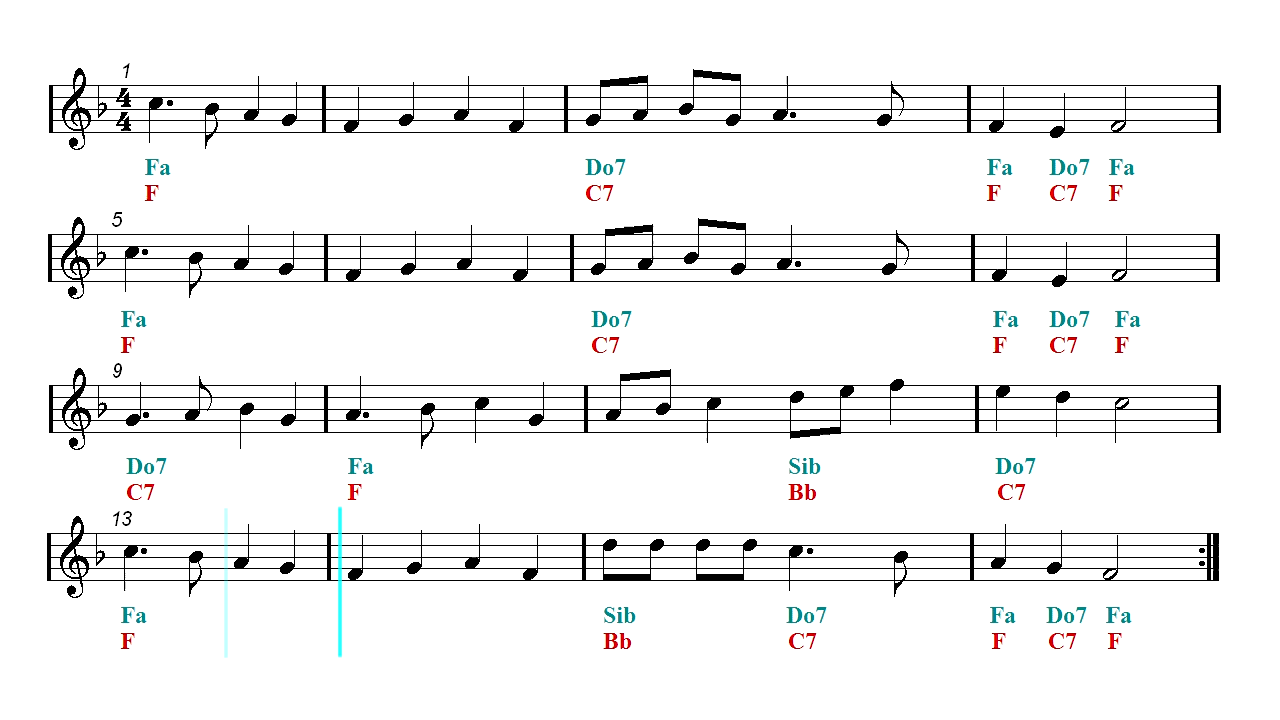 1
4
4
Fa Do7 Fa Do7 Fa
F C7 F C7 F
5
Fa Do7 Fa Do7 Fa
F C7 F C7 F
9
Do7 Fa Sib Do7
C7 F Bb C7
13
Fa Sib Do7 Fa Do7 Fa
F Bb C7 F C7 F